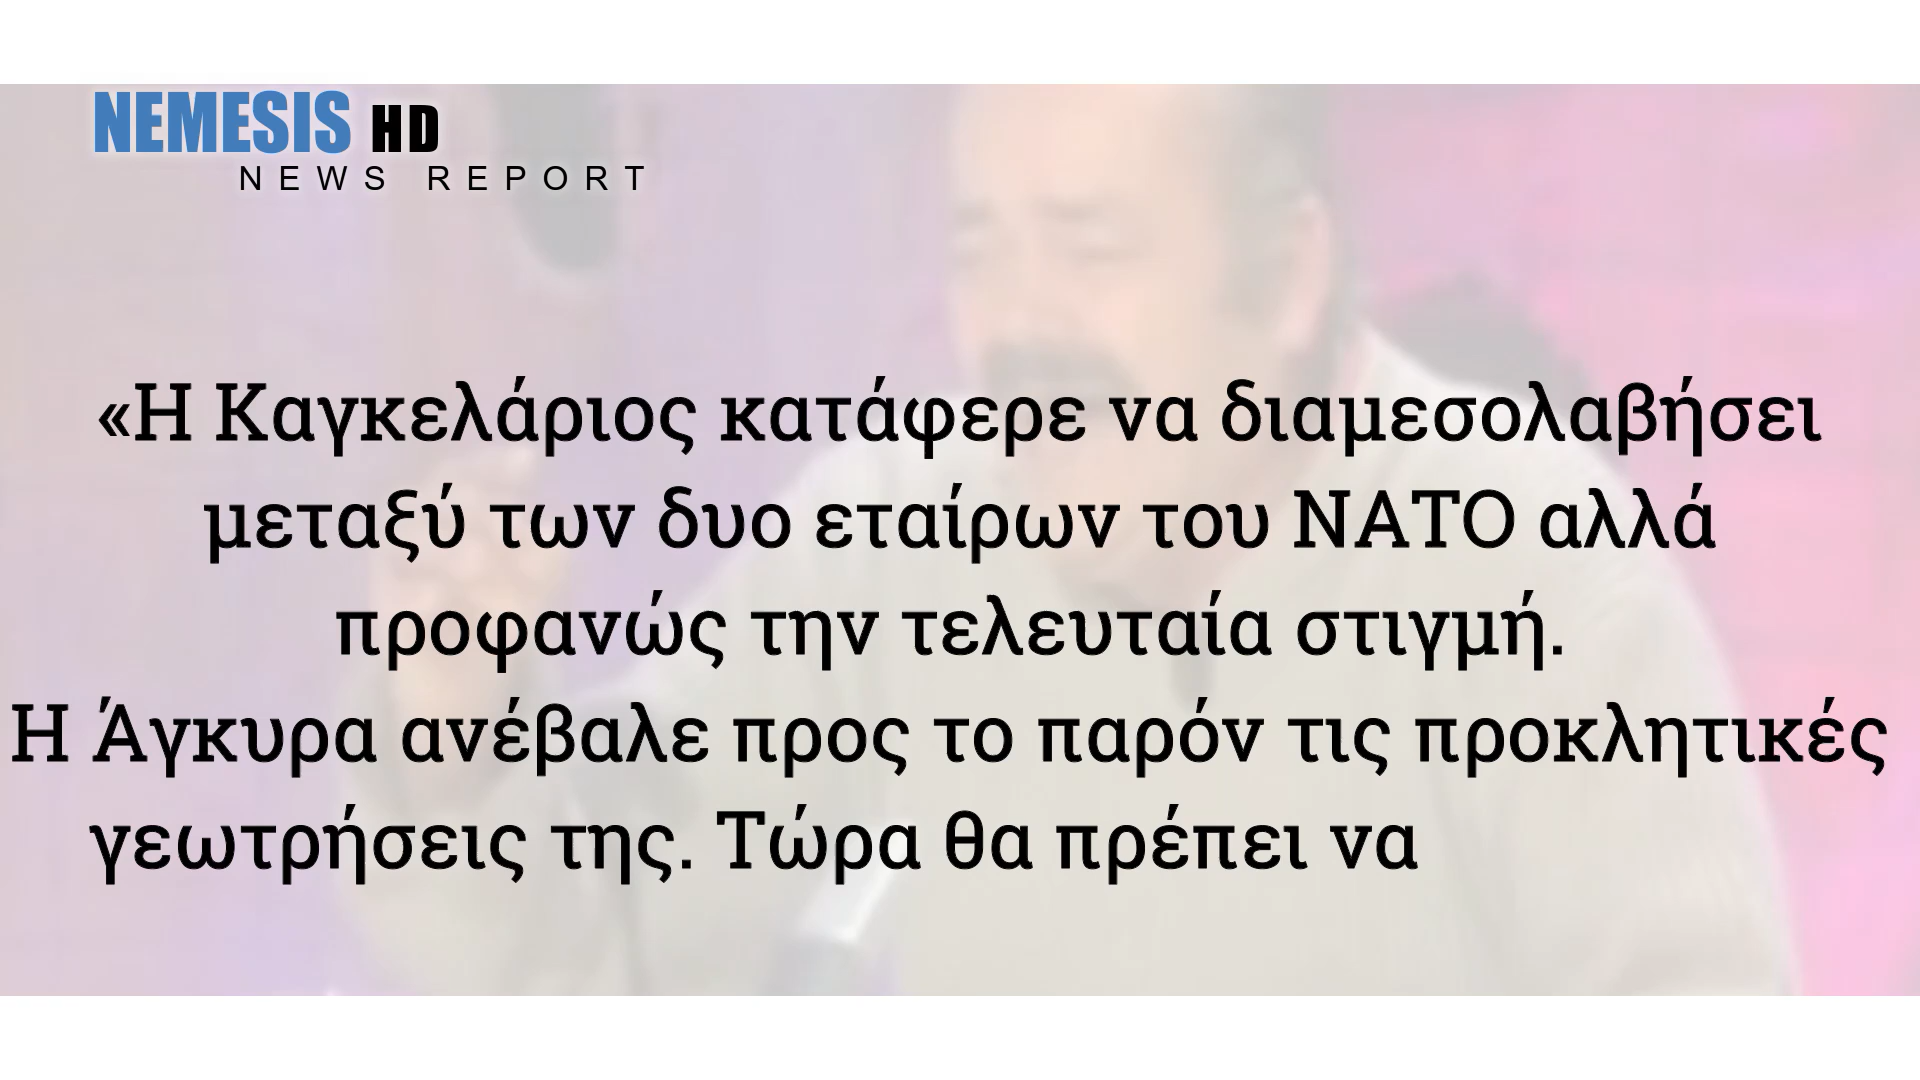 NEMESIS HD
NEWS REPORT
«Η Καγκελάριος κατάφερε να διαμεσολαβήσει
μεταξύ των δυο εταίρων του ΝΑΤΟ αλλά
προφανώς την τελευταία στιγμή.
Η Άγκυρα ανέβαλε προς το παρόν τις προκλητικές
γεωτρήσεις της. Τώρα θα πρέπει να